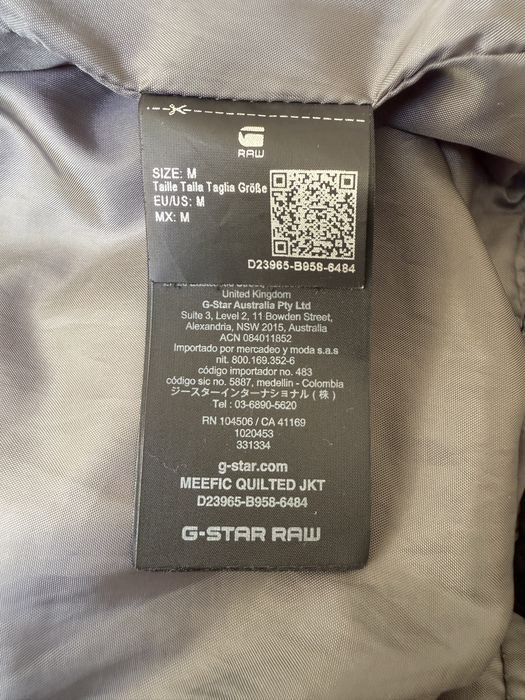 RAW
SIZE: M
Taille Talla Taglia Größe
EU/US: M
MX: M
D23965-B958-6484
United Kingdom
G-Star Australia Pty Ltd
Suite 3, Level 2, 11 Bowden Street,
Alexandria, NSW 2015, Australia
ACN 084011852
Importado por mercadeo y moda s.a.s
nit. 800.169.352-6
código importador no. 483
código sic no. 5887, medellin - Colombia
ジースターインターナショナル ( 株 )
Tel : 03-6890-5620
RN 104506 / CA 41169
1020453
331334
g-star.com
MEEFIC QUILTED JKT
D23965-B958-6484
G-STAR RAW